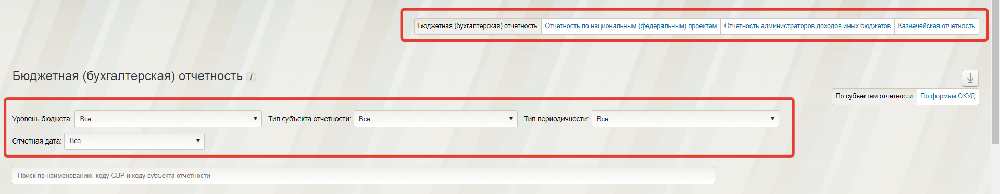 Бюджетная (бухгалтерская) отчетность Отчетность по национальным (федеральным) проектам Отчетность администраторов доходов иных бюджетов Казначейская отчетность
Бюджетная (бухгалтерская) отчетность i
По субъектам отчетности По формам ОКУД
Уровень бюджета: Все Тип субъекта отчетности: Все Тип периодичности: Все
Отчетная дата: Все
Поиск по наименованию, коду СВР и коду субъекта отчетности